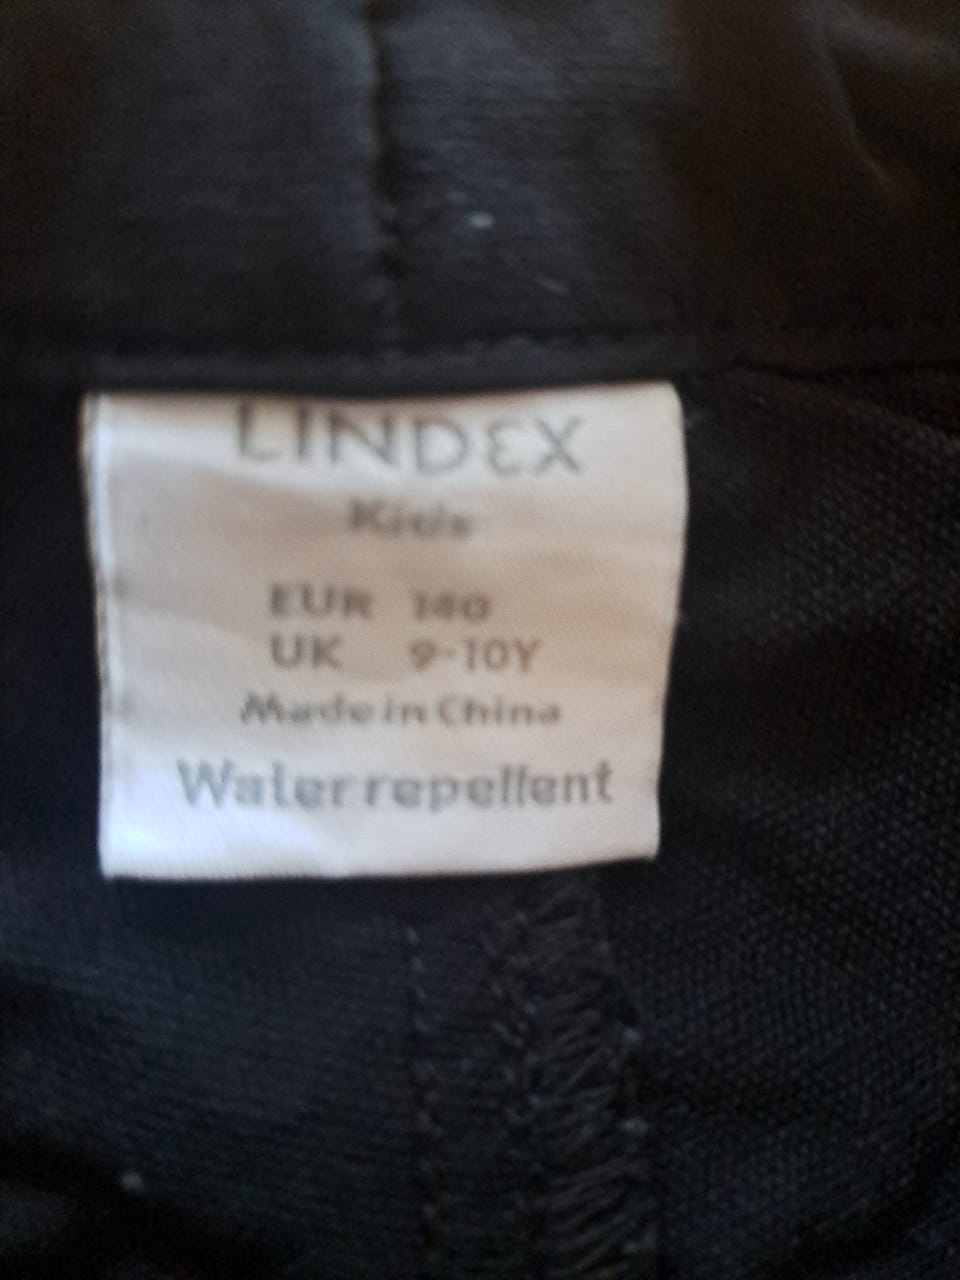 LINDEX
Kids
EUR 140
UK 9-10Y
Made in China
Water repellent